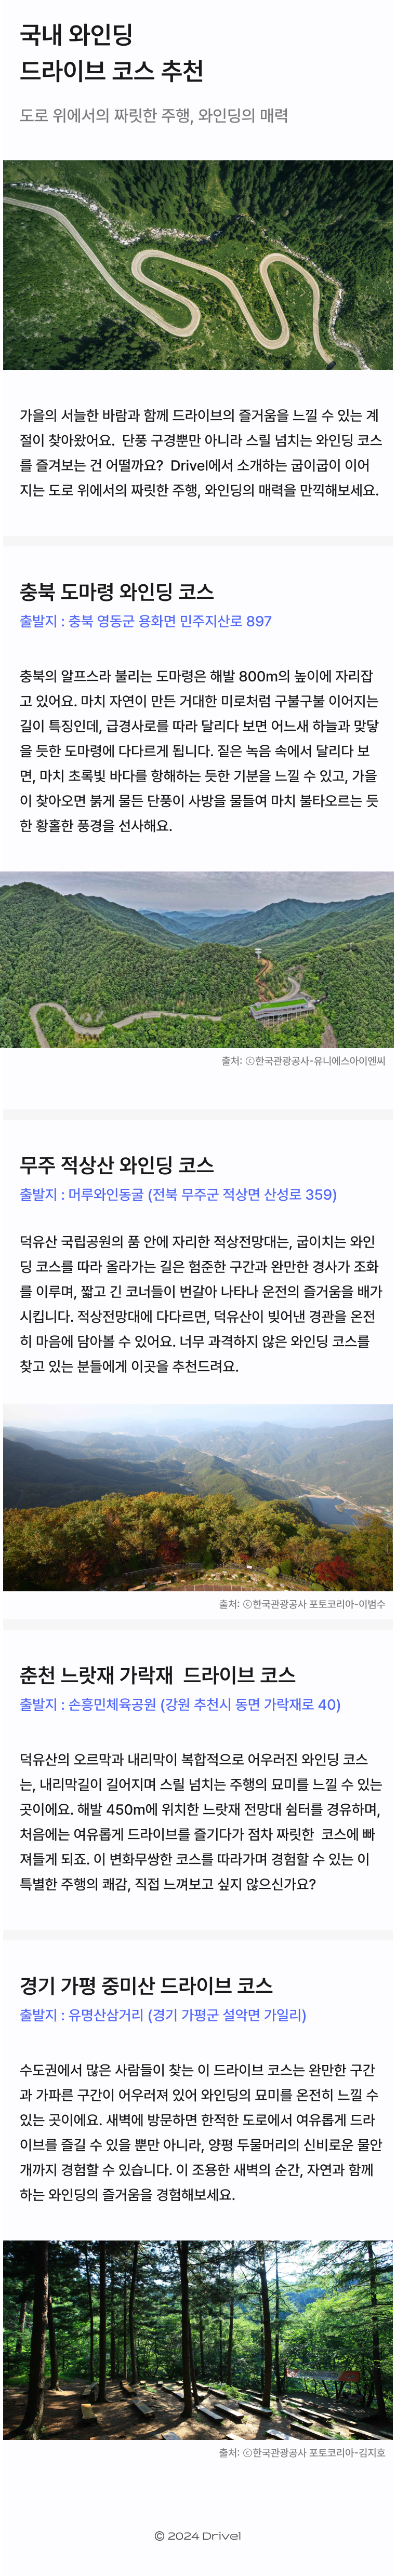 국내 와인딩
드라이브 코스 추천
도로 위에서의 짜릿한 주행, 와인딩의 매력
가을의 서늘한 바람과 함께 드라이브의 즐거움을 느낄 수 있는 계
절이 찾아왔어요. 단풍 구경뿐만 아니라 스릴 넘치는 와인딩 코스
를 즐겨보는 건 어떨까요? Drivel에서 소개하는 굽이굽이 이어
지는 도로 위에서의 짜릿한 주행, 와인딩의 매력을 만끽해보세요.
충북 도마령 와인딩 코스
출발지 : 충북 영동군 용화면 민주지산로 897
충북의 알프스라 불리는 도마령은 해발 800m의 높이에 자리잡
고 있어요. 마치 자연이 만든 거대한 미로처럼 구불구불 이어지는
길이 특징인데, 급경사로를 따라 달리다 보면 어느새 하늘과 맞닿
을 듯한 도마령에 다다르게 됩니다. 짙은 녹음 속에서 달리다 보
면, 마치 초록빛 바다를 항해하는 듯한 기분을 느낄 수 있고, 가을
이 찾아오면 붉게 물든 단풍이 사방을 물들여 마치 불타오르는 듯
한 황홀한 풍경을 선사해요.
출처: ⓒ한국관광공사-유니에스아이엔씨
무주 적상산 와인딩 코스
출발지 : 머루와인동굴 (전북 무주군 적상면 산성로 359)
덕유산 국립공원의 품 안에 자리한 적상전망대는, 굽이치는 와인
딩 코스를 따라 올라가는 길은 험준한 구간과 완만한 경사가 조화
를 이루며, 짧고 긴 코너들이 번갈아 나타나 운전의 즐거움을 배가
시킵니다. 적상전망대에 다다르면, 덕유산이 빚어낸 경관을 온전
히 마음에 담아볼 수 있어요. 너무 과격하지 않은 와인딩 코스를
찾고 있는 분들에게 이곳을 추천드려요.
출처: ⓒ한국관광공사 포토코리아-이범수
춘천 느랏재 가락재 드라이브 코스
출발지 : 손흥민체육공원 (강원 추천시 동면 가락재로 40)
덕유산의 오르막과 내리막이 복합적으로 어우러진 와인딩 코스
는, 내리막길이 길어지며 스릴 넘치는 주행의 묘미를 느낄 수 있는
곳이에요. 해발 450m에 위치한 느랏재 전망대 쉼터를 경유하며,
처음에는 여유롭게 드라이브를 즐기다가 점차 짜릿한 코스에 빠
져들게 되죠. 이 변화무쌍한 코스를 따라가며 경험할 수 있는 이
특별한 주행의 쾌감, 직접 느껴보고 싶지 않으신가요?
경기 가평 중미산 드라이브 코스
출발지 : 유명산삼거리 (경기 가평군 설악면 가일리)
수도권에서 많은 사람들이 찾는 이 드라이브 코스는 완만한 구간
과 가파른 구간이 어우러져 있어 와인딩의 묘미를 온전히 느낄 수
있는 곳이에요. 새벽에 방문하면 한적한 도로에서 여유롭게 드라
이브를 즐길 수 있을 뿐만 아니라, 양평 두물머리의 신비로운 물안
개까지 경험할 수 있습니다. 이 조용한 새벽의 순간, 자연과 함께
하는 와인딩의 즐거움을 경험해보세요.
출처: ⓒ한국관광공사 포토코리아-김지호
© 2024 Drivel